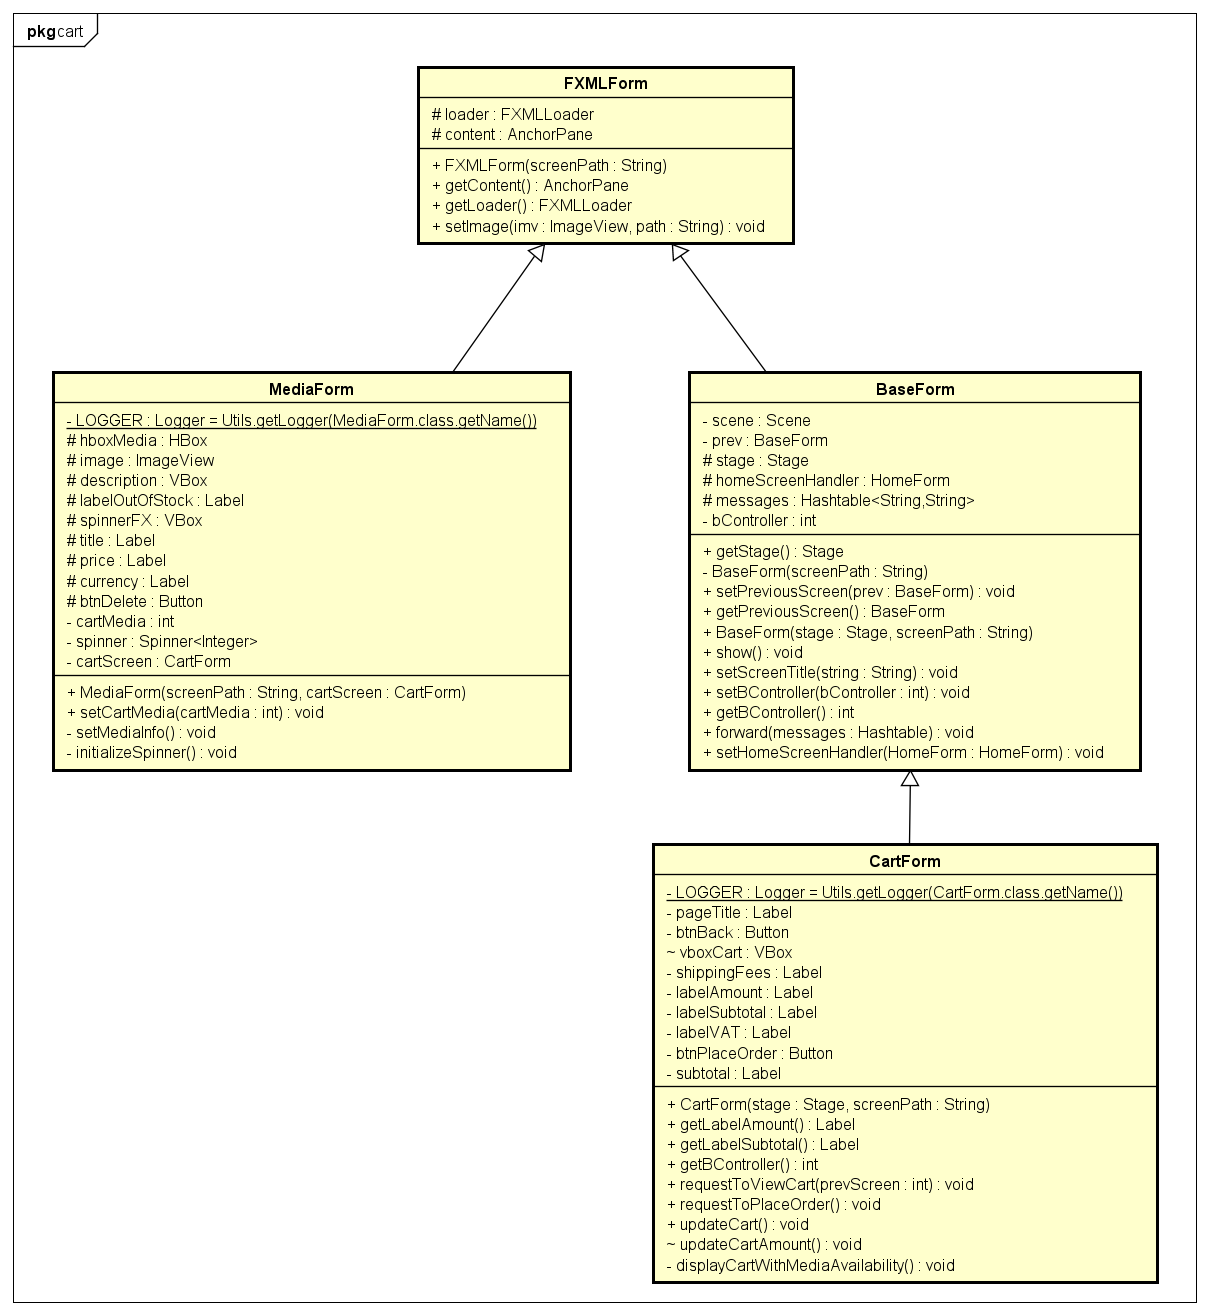 pkg cart
FXMLForm
# loader : FXMLLoader
# content : AnchorPane
+ FXMLForm(screenPath : String)
+ getContent() : AnchorPane
+ getLoader() : FXMLLoader
+ setImage(imv : ImageView, path : String) : void
MediaForm
- LOGGER : Logger = Utils.getLogger(MediaForm.class.getName())
# hboxMedia : HBox
# image : ImageView
# description : VBox
# labelOutOfStock : Label
# spinnerFX : VBox
# title : Label
# price : Label
# currency : Label
# btnDelete : Button
- cartMedia : int
- spinner : Spinner<Integer>
- cartScreen : CartForm
+ MediaForm(screenPath : String, cartScreen : CartForm)
+ setCartMedia(cartMedia : int) : void
- setMediaInfo() : void
- initializeSpinner() : void
BaseForm
- scene : Scene
- prev : BaseForm
# stage : Stage
# homeScreenHandler : HomeForm
# messages : Hashtable<String,String>
- bController : int
+ getStage() : Stage
- BaseForm(screenPath : String)
+ setPreviousScreen(prev : BaseForm) : void
+ getPreviousScreen() : BaseForm
+ BaseForm(stage : Stage, screenPath : String)
+ show() : void
+ setScreenTitle(string : String) : void
+ setBController(bController : int) : void
+ getBController() : int
+ forward(messages : Hashtable) : void
+ setHomeScreenHandler(HomeForm : HomeForm) : void
CartForm
- LOGGER : Logger = Utils.getLogger(CartForm.class.getName())
- pageTitle : Label
- btnBack : Button
~ vboxCart : VBox
- shippingFees : Label
- labelAmount : Label
- labelSubtotal : Label
- labelVAT : Label
- btnPlaceOrder : Button
- subtotal : Label
+ CartForm(stage : Stage, screenPath : String)
+ getLabelAmount() : Label
+ getLabelSubtotal() : Label
+ getBController() : int
+ requestToViewCart(prevScreen : int) : void
+ requestToPlaceOrder() : void
+ updateCart() : void
~ updateCartAmount() : void
- displayCartWithMediaAvailability() : void